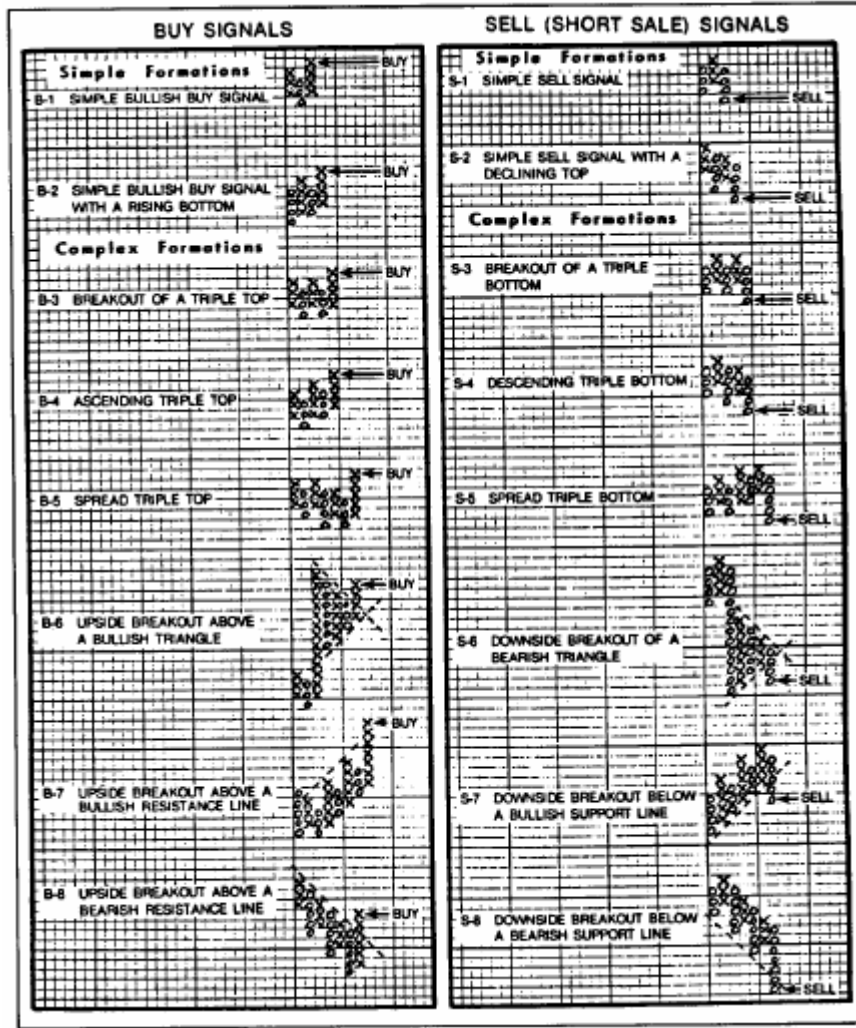 BUY SIGNALS
Simple Formations
BUY
B-1 SIMPLE BULLISH BUY SIGNAL
BUY
B-2 SIMPLE BULLISH BUY SIGNAL
WITH A RISING BOTTOM
Complex Formations
BUY
B-3 BREAKOUT OF A TRIPLE TOP
BUY
B-4 ASCENDING TRIPLE TOP
BUY
B-5 SPREAD TRIPLE TOP
BUY
B-6 UPSIDE BREAKOUT ABOVE
A BULLISH TRIANGLE
BUY
B-7 UPSIDE BREAKOUT ABOVE A
BULLISH RESISTANCE LINE
B-8 UPSIDE BREAKOUT ABOVE A
BEARISH RESISTANCE LINE
BUY
SELL (SHORT SALE) SIGNALS
Simple Formations
S-1 SIMPLE SELL SIGNAL
SELL
S-2 SIMPLE SELL SIGNAL WITH A
DECLINING TOP
SELL
Complex Formations
S-3 BREAKOUT OF A TRIPLE
BOTTOM
SELL
S-4 DESCENDING TRIPLE BOTTOM
SELL
S-5 SPREAD TRIPLE BOTTOM
SELL
S-6 DOWNSIDE BREAKOUT OF A
BEARISH TRIANGLE
SELL
S-7 DOWNSIDE BREAKOUT BELOW
A BULLISH SUPPORT LINE
SELL
S-8 DOWNSIDE BREAKOUT BELOW
A BEARISH SUPPORT LINE
SELL